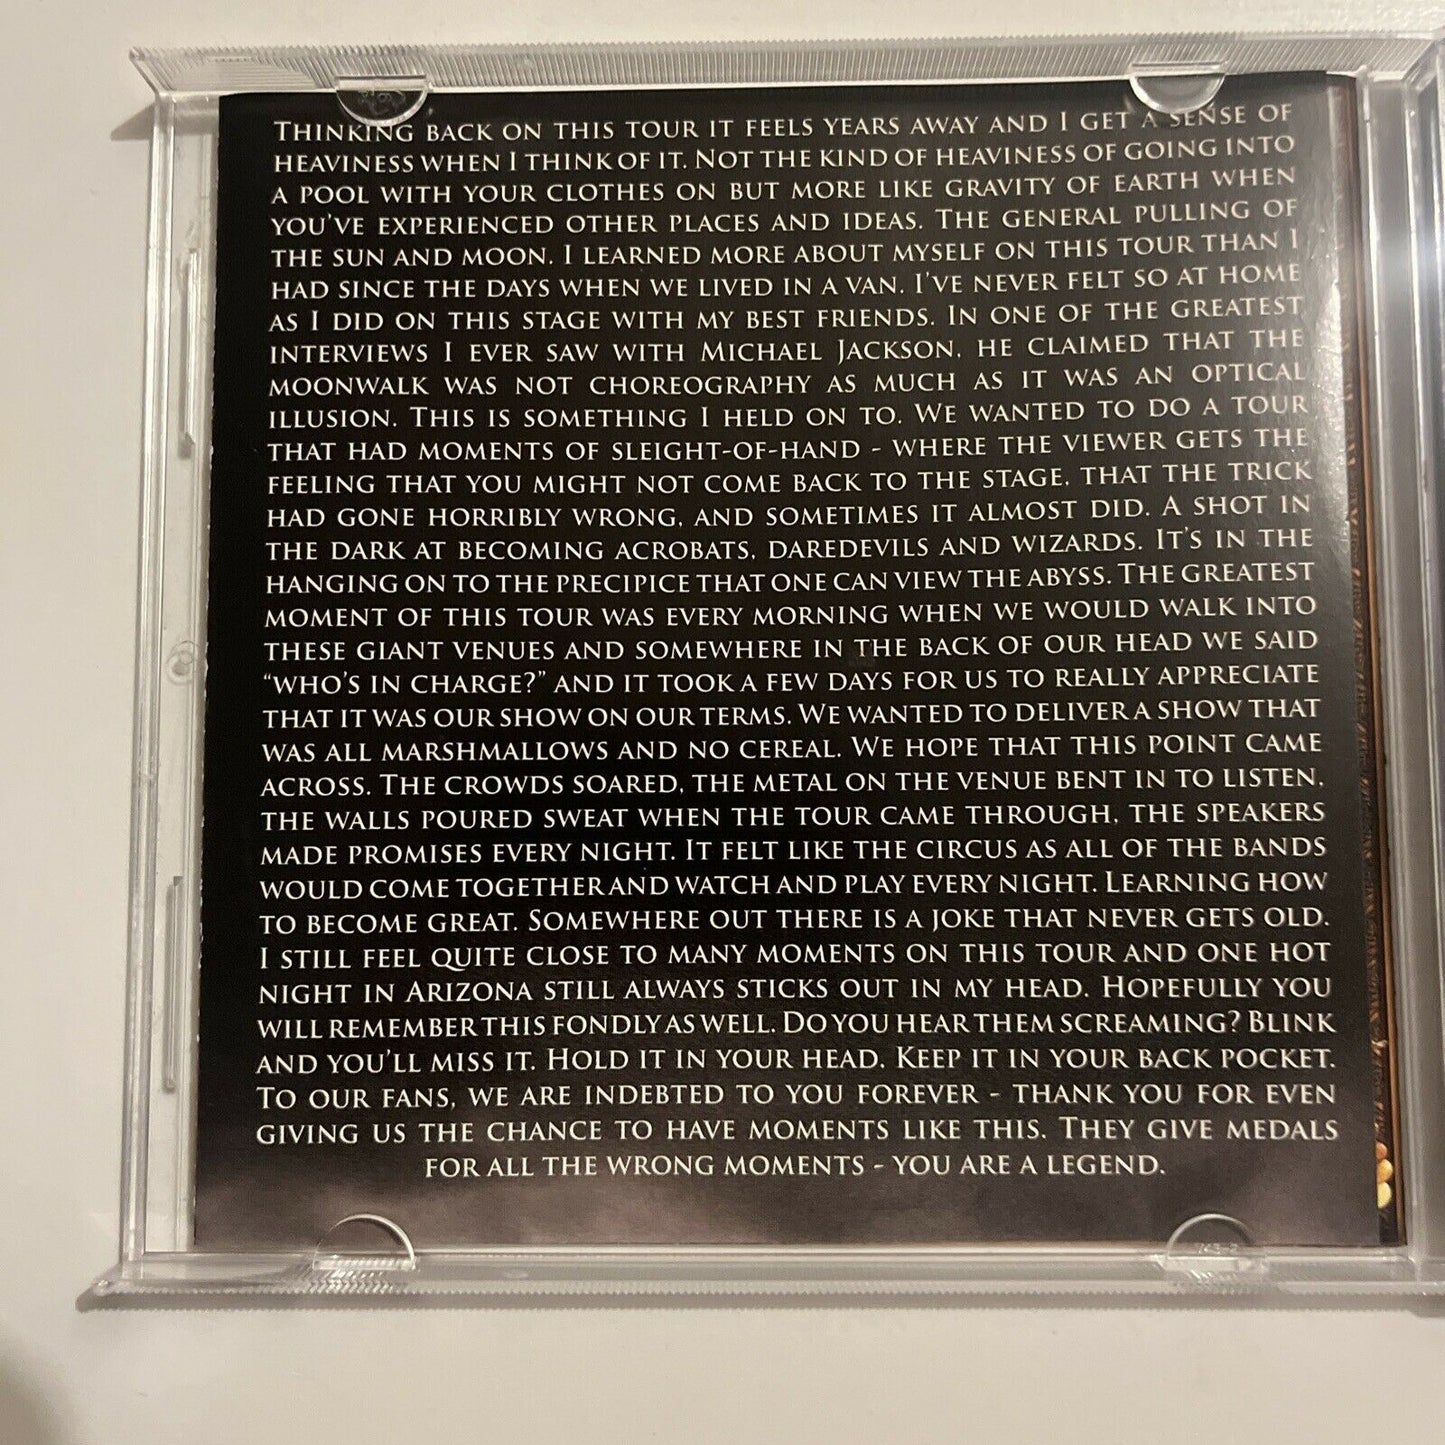 Thinking back on this tour it feels years away and I get a sense of
heaviness when I think of it. Not the kind of heaviness of going into
a pool with your clothes on but more like gravity of earth when
you've experienced other places and ideas. The general pulling of
the sun and moon. I learned more about myself on this tour than I
had since the days when we lived in a van. I've never felt so at home
as I did on this stage with my best friends. In one of the greatest
interviews I ever saw with Michael Jackson, he claimed that the
moonwalk was not choreography as much as it was an optical
illusion. This is something I held on to. We wanted to do a tour
that had moments of sleight-of-hand - where the viewer gets the
feeling that you might not come back to the stage, that the trick
had gone horribly wrong, and sometimes it almost did. A shot in
the dark at becoming acrobats, daredevils and wizards. It's in the
hanging on to the precipice that one can view the abyss. The greatest
moment of this tour was every morning when we would walk into
these giant venues and somewhere in the back of our head we said
“who's in charge?” and it took a few days for us to really appreciate
that it was our show on our terms. We wanted to deliver a show that
was all marshmallows and no cereal. We hope that this point came
across. The crowds soared, the metal on the venue bent in to listen,
the walls poured sweat when the tour came through, the speakers
made promises every night. It felt like the circus as all of the bands
would come together and watch and play every night. Learning how
to become great. Somewhere out there is a joke that never gets old.
I still feel quite close to many moments on this tour and one hot
night in Arizona still always sticks out in my head. Hopefully you
will remember this fondly as well. Do you hear them screaming? Blink
and you'll miss it. Hold it in your head. Keep it in your back pocket.
To our fans, we are indebted to you forever - thank you for even
giving us the chance to have moments like this. They give medals
for all the wrong moments - you are a legend.